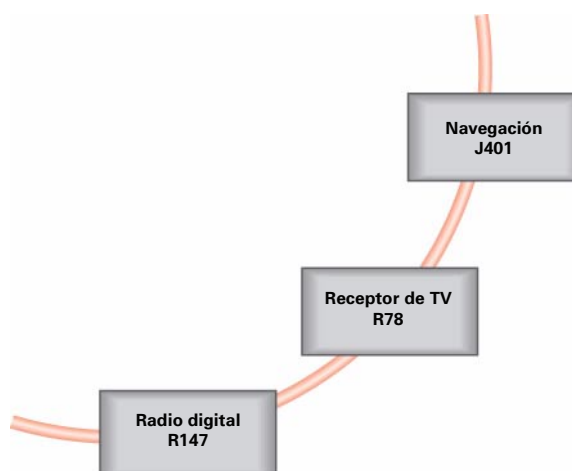 Navegación
J401
Receptor de TV
R78
Radio digital
R147